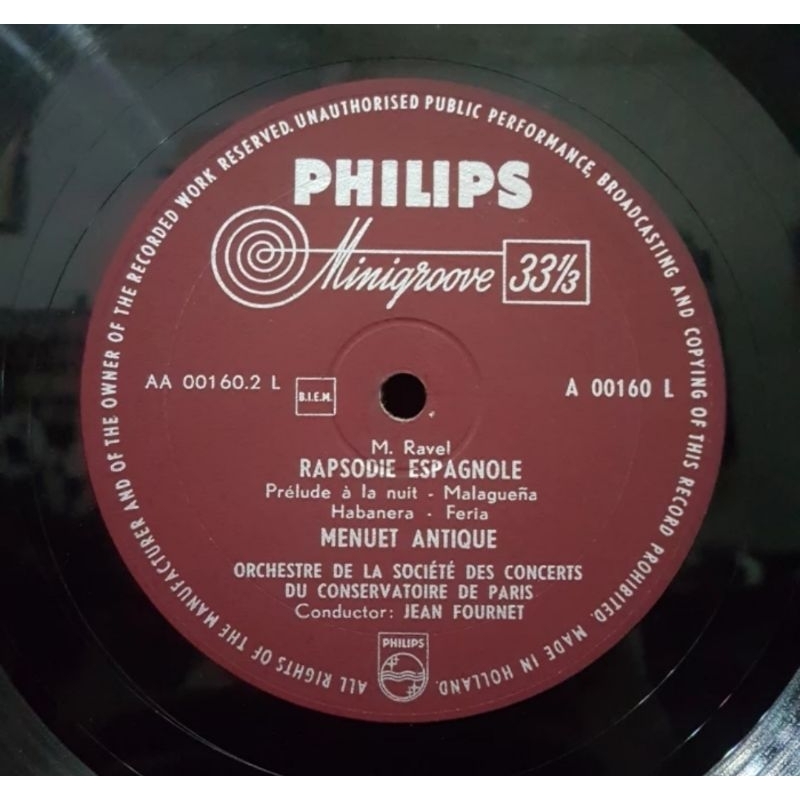 ALL RIGHTS OF THE MANUFACTURER AND OF THE OWNER OF THE RECORDED WORK RESERVED. UNAUTHORISED PUBLIC PERFORMANCE, BROADCASTING AND COPYING OF THIS RECORD PROHIBITED. MADE IN HOLLAND.
PHILIPS
Minigroove 33⅓
AA 00160.2 L B.I.E.M. A 00160 L
M. Ravel
RAPSODIE ESPAGNOLE
Prélude à la nuit - Malagueña
Habanera - Feria
MENUET ANTIQUE
ORCHESTRE DE LA SOCIÉTÉ DES CONCERTS
DU CONSERVATOIRE DE PARIS
Conductor: JEAN FOURNET
PHILIPS